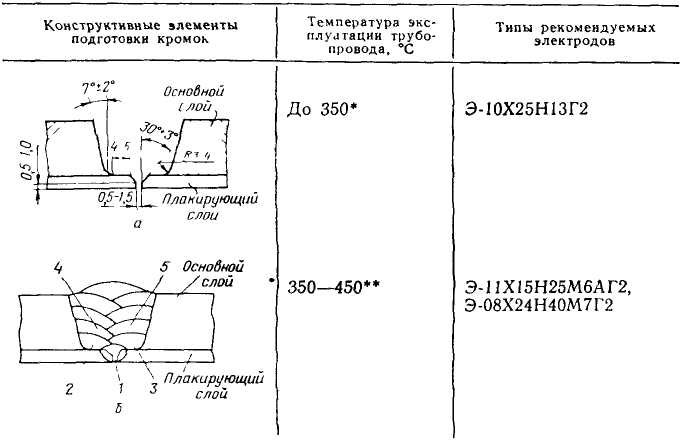 Конструктивные элементы
подготовки кромок
Температура экс-
плуатации трубо-
провода, °С
Типы рекомендуемых
электродов
7°±2°
Основной
слой
30°±3°
4 5
R 3 4
0,5 1,0
0,5-1,5
Плакирующий
слой
а
До 350*
Э-10Х25Н13Г2
4
5
Основной
слой
2
1
3
Плакирующий
слой
б
350—450**
Э-11Х15Н25М6АГ2,
Э-08Х24Н40М7Г2